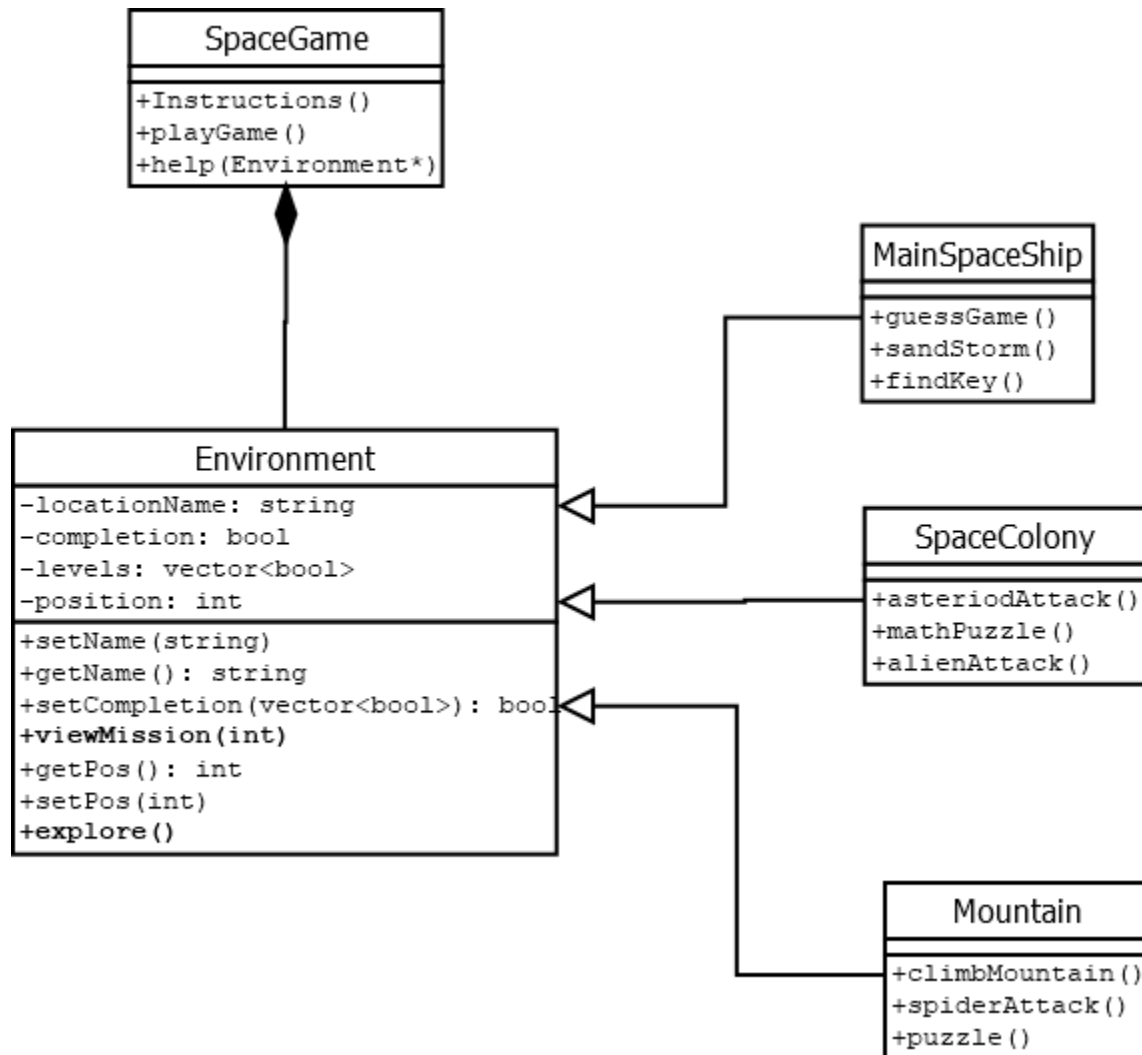 SpaceGame
+Instructions()
+playGame()
+help(Environment*)
MainSpaceShip
+guessGame()
+sandStorm()
+findKey()
Environment
-locationName: string
-completion: bool
-levels: vector<bool>
-position: int
+setName(string)
+getName(): string
+setCompletion(vector<bool>): bool
+viewMission(int)
+getPos(): int
+setPos(int)
+explore()
SpaceColony
+asteriodAttack()
+mathPuzzle()
+alienAttack()
Mountain
+climbMountain()
+spiderAttack()
+puzzle()